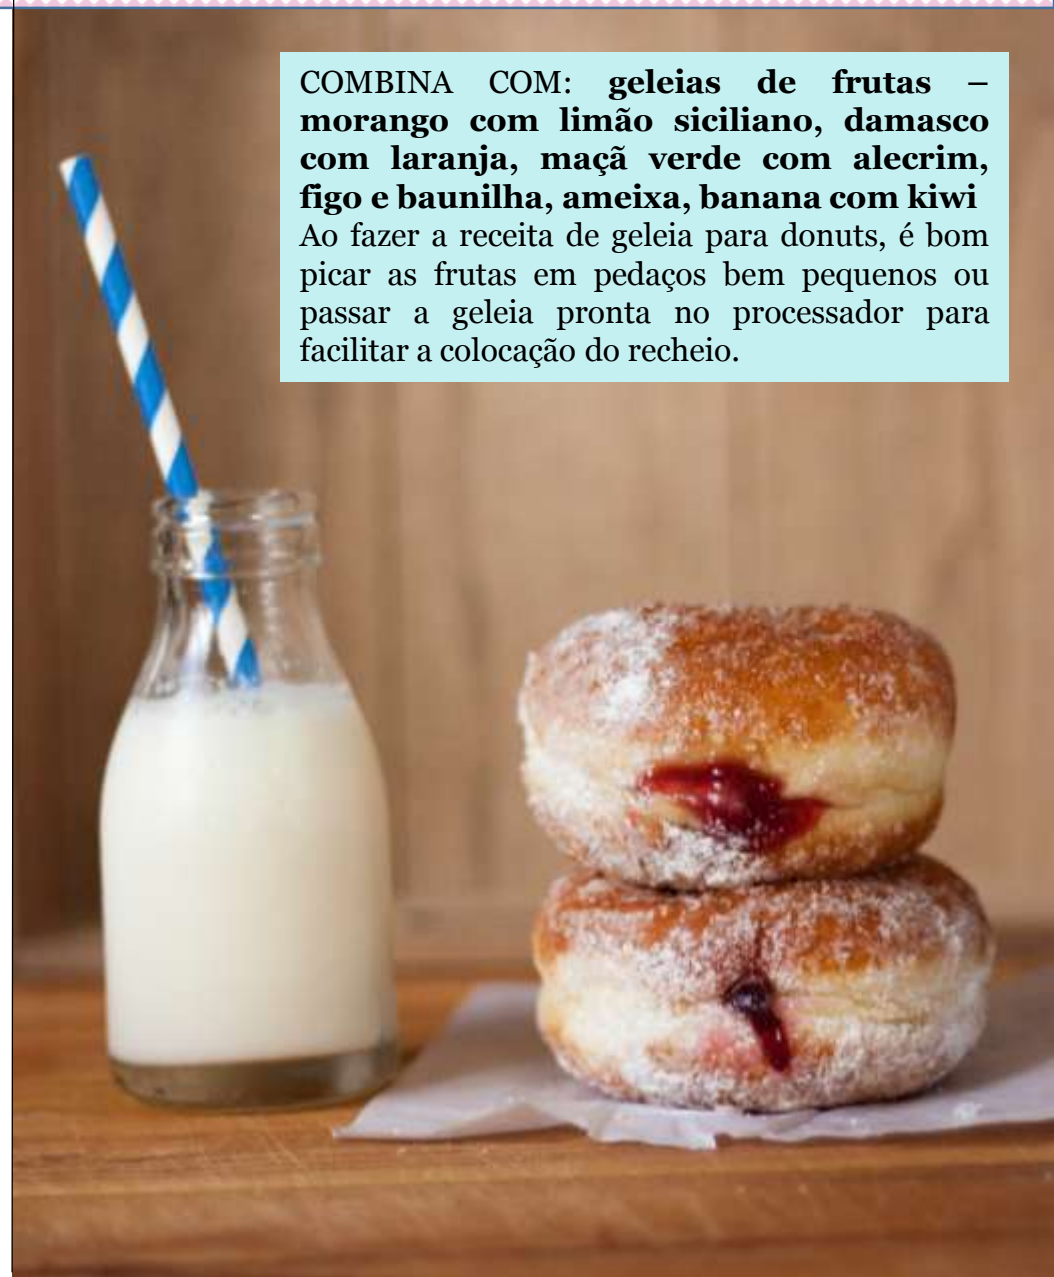 COMBINA COM: geleias de frutas –
morango com limão siciliano, damasco
com laranja, maçã verde com alecrim,
figo e baunilha, ameixa, banana com kiwi
Ao fazer a receita de geleia para donuts, é bom
picar as frutas em pedaços bem pequenos ou
passar a geleia pronta no processador para
facilitar a colocação do recheio.